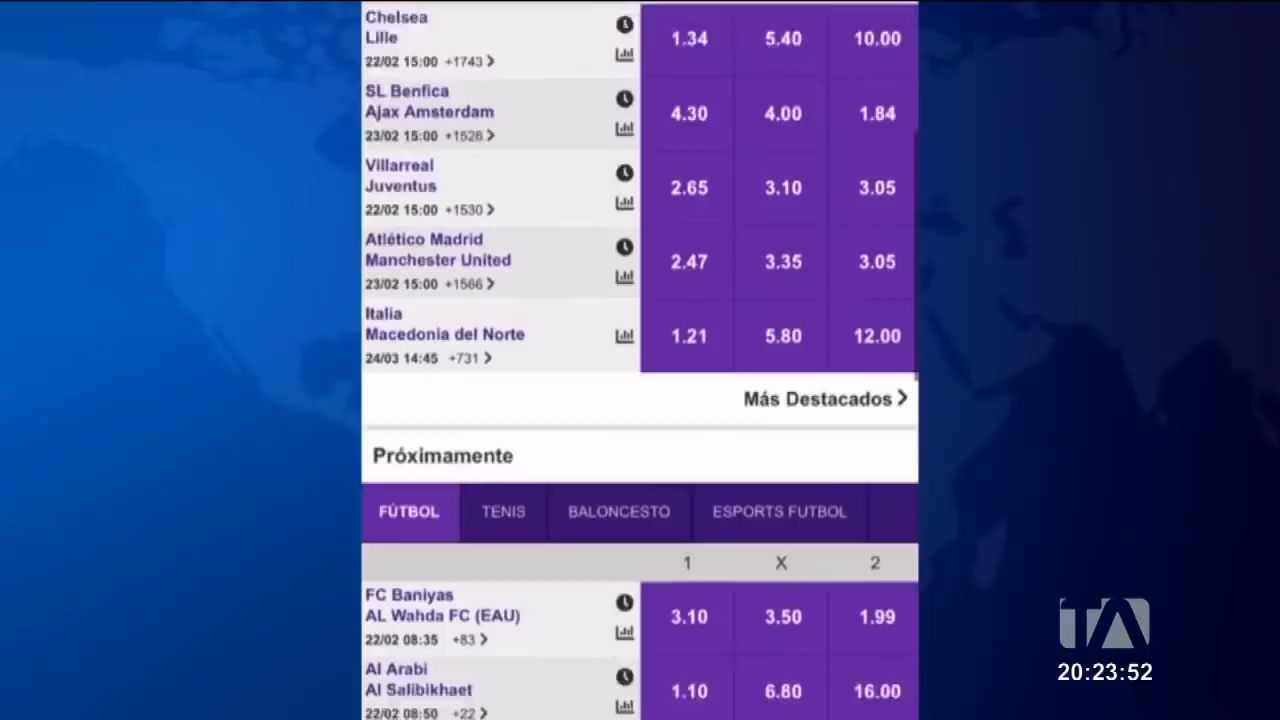 Chelsea
Lille
22/02 15:00 +1743
1.34 5.40 10.00
SL Benfica
Ajax Amsterdam
23/02 15:00 +1526
4.30 4.00 1.84
Villarreal
Juventus
22/02 15:00 +1530
2.65 3.10 3.05
Atlético Madrid
Manchester United
23/02 15:00 +1566
2.47 3.35 3.05
Italia
Macedonia del Norte
24/03 14:45 +731
1.21 5.80 12.00
Más Destacados
Próximamente
FÚTBOL TENIS BALONCESTO ESPORTS FUTBOL
1 X 2
FC Baniyas
AL Wahda FC (EAU)
22/02 08:35 +83
3.10 3.50 1.99
Al Arabi
Al Salibikhaet
22/02 08:50 +22
1.10 6.80 16.00
TA
20:23:52